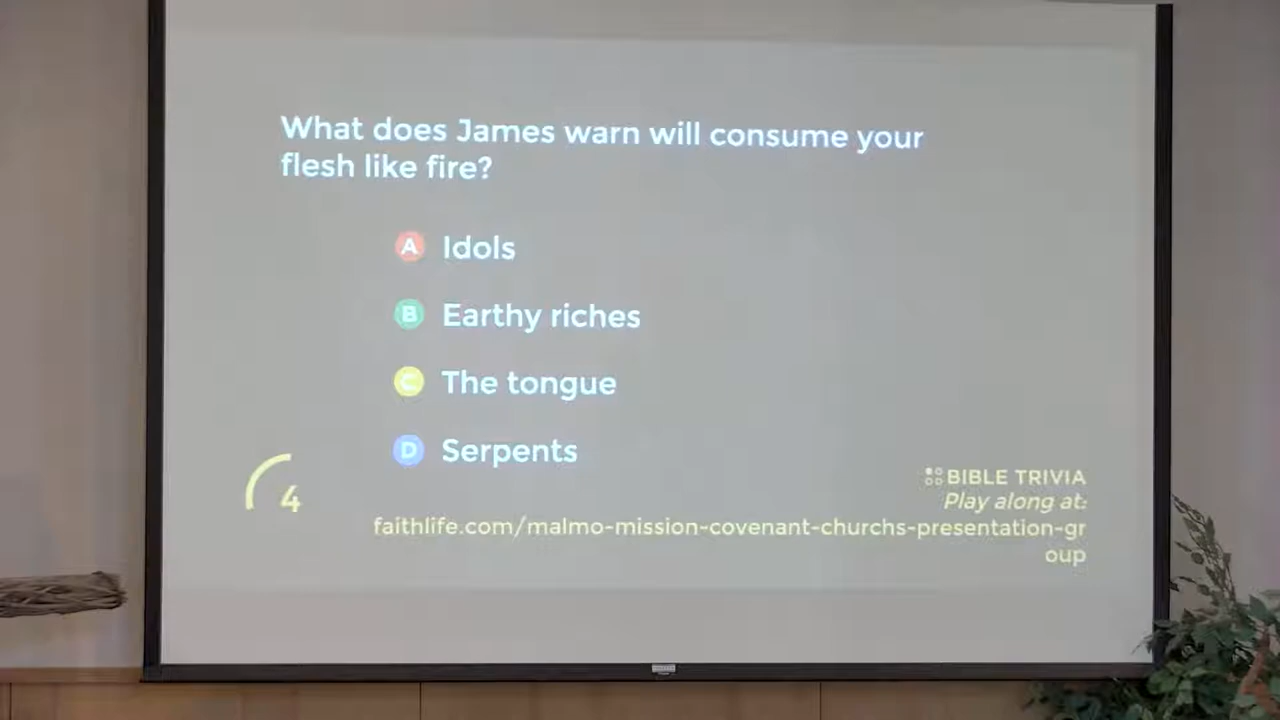 What does James warn will consume your
flesh like fire?
A Idols
B Earthy riches
C The tongue
D Serpents
4
BIBLE TRIVIA
Play along at:
faithlife.com/malmo-mission-covenant-churchs-presentation-gr
oup